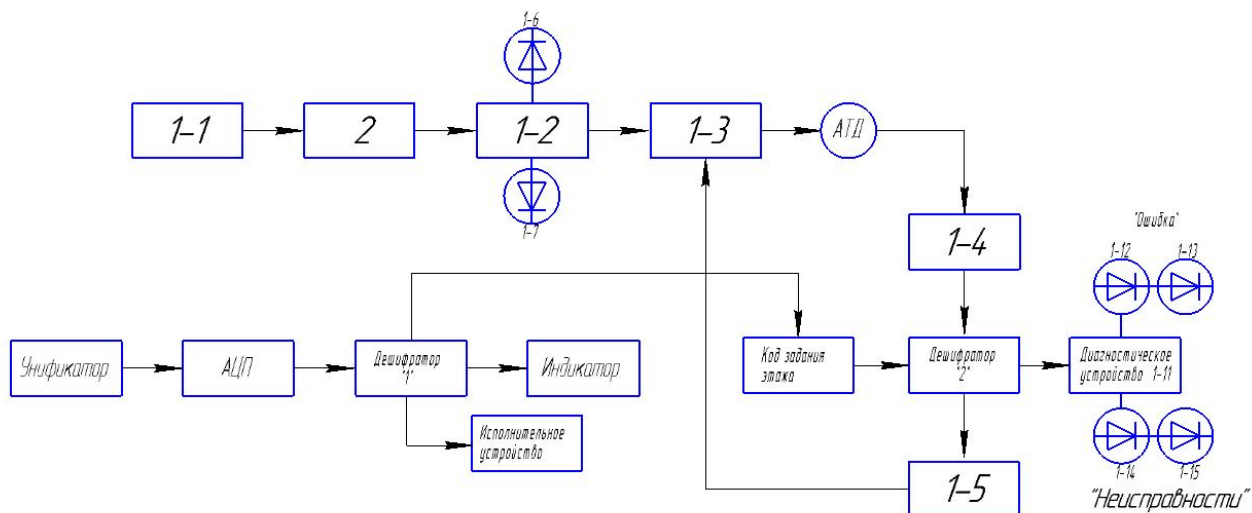 1-6
1-1
2
1-2
1-3
АТД
1-7
1-4
"Ошибка"
1-12
1-13
Унификатор
АЦП
Дешифратор
"1"
Индикатор
Код задания
этажа
Дешифратор
"2"
Диагностическое
устройство 1-11
Исполнительное
устройство
1-5
1-14
1-15
"Неисправности"